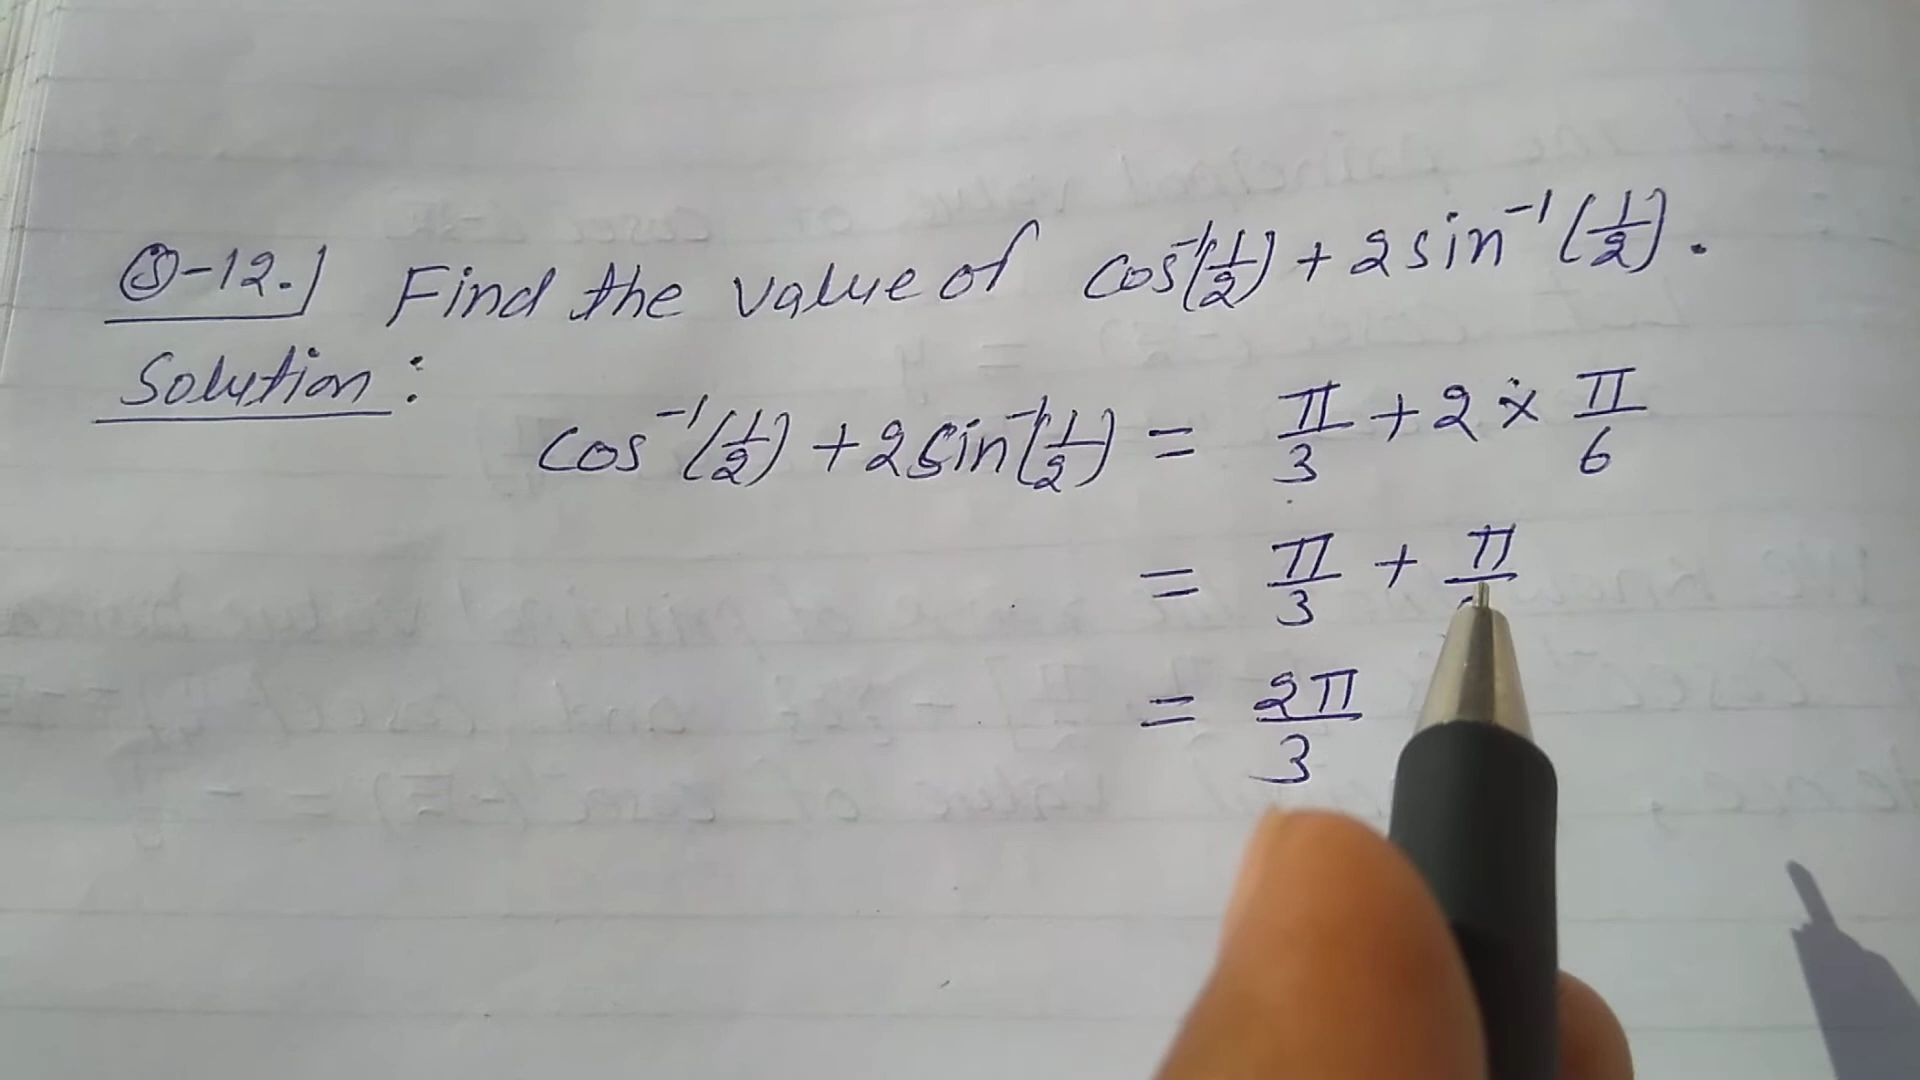 Q-12.) Find the value of cos⁻¹(1/2) + 2sin⁻¹(1/2).
Solution:
cos⁻¹(1/2) + 2sin⁻¹(1/2) = π/3 + 2 × π/6
= π/3 + π/
= 2π/3